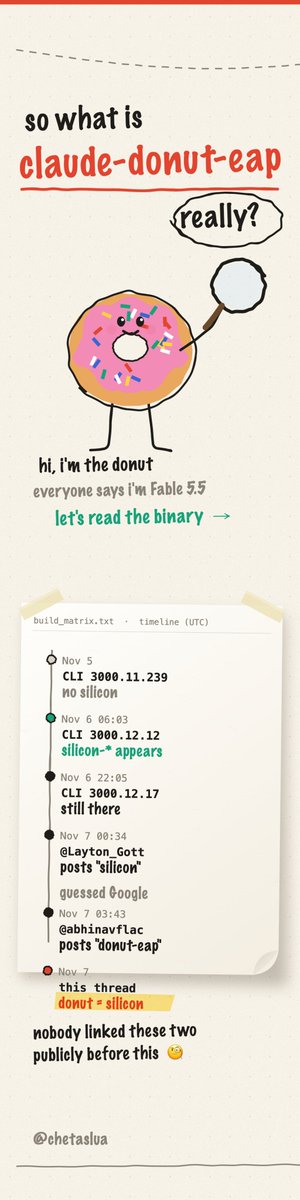 so what is
claude-donut-eap
really?
hi, i'm the donut
everyone says i'm Fable 5.5
let's read the binary →
build_matrix.txt · timeline (UTC)
Nov 5
CLI 3000.11.239
no silicon
Nov 6 06:03
CLI 3000.12.12
silicon-* appears
Nov 6 22:05
CLI 3000.12.17
still there
Nov 7 00:34
@Layton_Gott
posts "silicon"
guessed Google
Nov 7 03:43
@abhinavflac
posts "donut-eap"
Nov 7
this thread
donut = silicon
nobody linked these two
publicly before this 🧐
@chetaslua